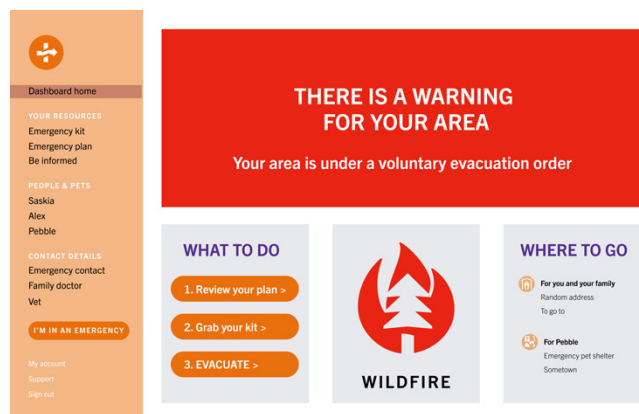 Dashboard home
YOUR RESOURCES
Emergency kit
Emergency plan
Be informed
PEOPLE & PETS
Saskia
Alex
Pebble
CONTACT DETAILS
Emergency contact
Family doctor
Vet
I'M IN AN EMERGENCY
My account
Support
Sign out
THERE IS A WARNING
FOR YOUR AREA
Your area is under a voluntary evacuation order
WHAT TO DO
1. Review your plan >
2. Grab your kit >
3. EVACUATE >
WILDFIRE
WHERE TO GO
For you and your family
Random address
To go to
For Pebble
Emergency pet shelter
Sometown